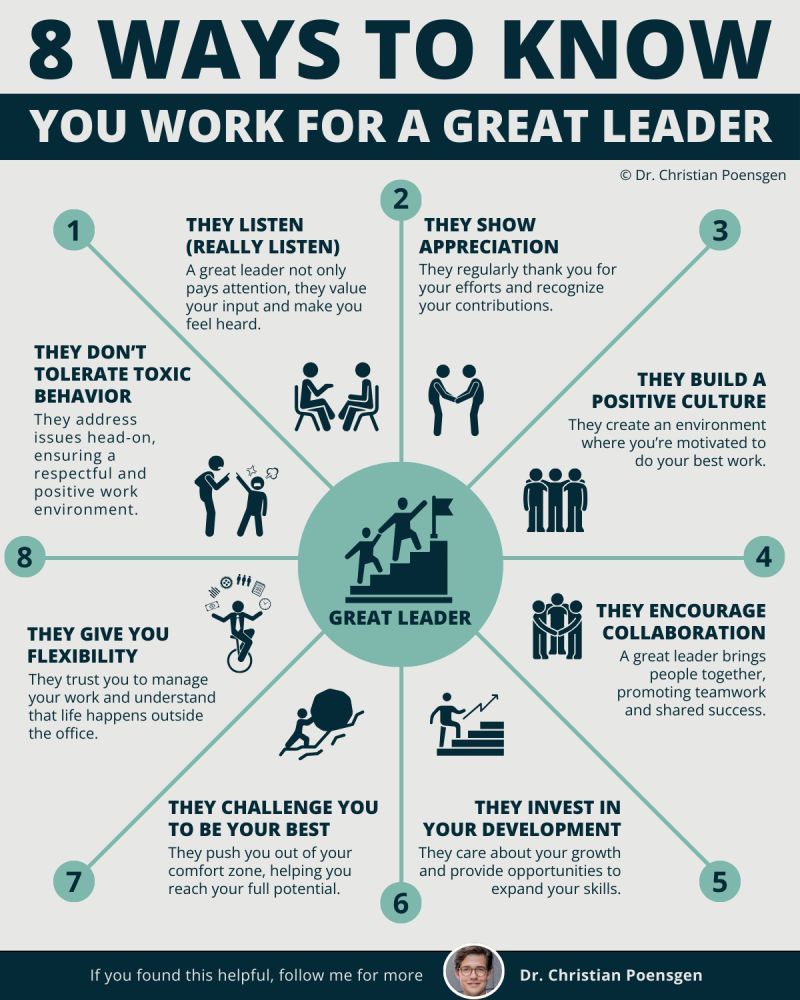 8 WAYS TO KNOW
YOU WORK FOR A GREAT LEADER
© Dr. Christian Poensgen
1
THEY LISTEN
(REALLY LISTEN)
A great leader not only
pays attention, they value
your input and make you
feel heard.
2
THEY SHOW
APPRECIATION
They regularly thank you for
your efforts and recognize
your contributions.
3
THEY BUILD A
POSITIVE CULTURE
They create an environment
where you're motivated to
do your best work.
4
THEY ENCOURAGE
COLLABORATION
A great leader brings
people together,
promoting teamwork
and shared success.
5
THEY INVEST IN
YOUR DEVELOPMENT
They care about your growth
and provide opportunities to
expand your skills.
6
THEY CHALLENGE YOU
TO BE YOUR BEST
They push you out of your
comfort zone, helping you
reach your full potential.
7
THEY GIVE YOU
FLEXIBILITY
They trust you to manage
your work and understand
that life happens outside
the office.
8
THEY DON'T
TOLERATE TOXIC
BEHAVIOR
They address
issues head-on,
ensuring a
respectful and
positive work
environment.
GREAT LEADER
If you found this helpful, follow me for more
Dr. Christian Poensgen